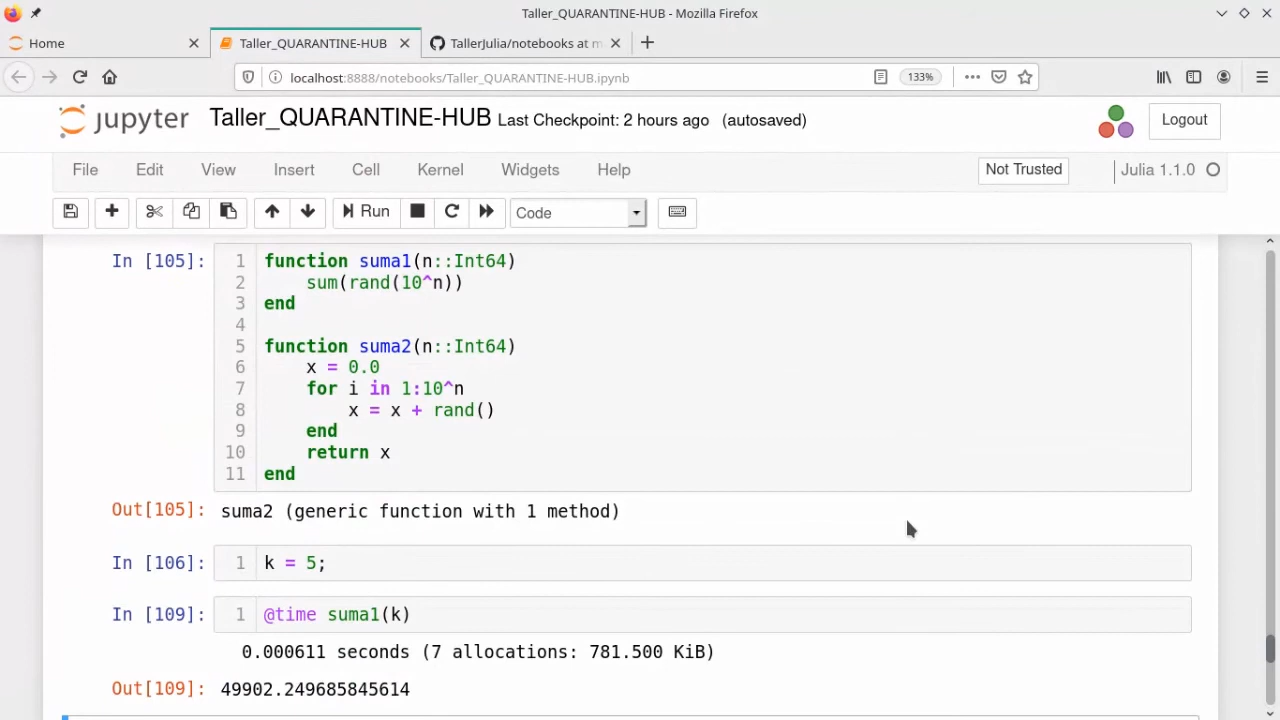 Taller_QUARANTINE-HUB - Mozilla Firefox
Home
Taller_QUARANTINE-HUB
TallerJulia/notebooks at m
localhost:8888/notebooks/Taller_QUARANTINE-HUB.ipynb
133%
jupyter Taller_QUARANTINE-HUB Last Checkpoint: 2 hours ago (autosaved)
Logout
File Edit View Insert Cell Kernel Widgets Help
Not Trusted
Julia 1.1.0
Run
Code
In [105]:
1 function suma1(n::Int64)
2     sum(rand(10^n))
3 end
4
5 function suma2(n::Int64)
6     x = 0.0
7     for i in 1:10^n
8         x = x + rand()
9     end
10     return x
11 end
Out[105]: suma2 (generic function with 1 method)
In [106]: 1 k = 5;
In [109]: 1 @time suma1(k)
0.000611 seconds (7 allocations: 781.500 KiB)
Out[109]: 49902.249685845614